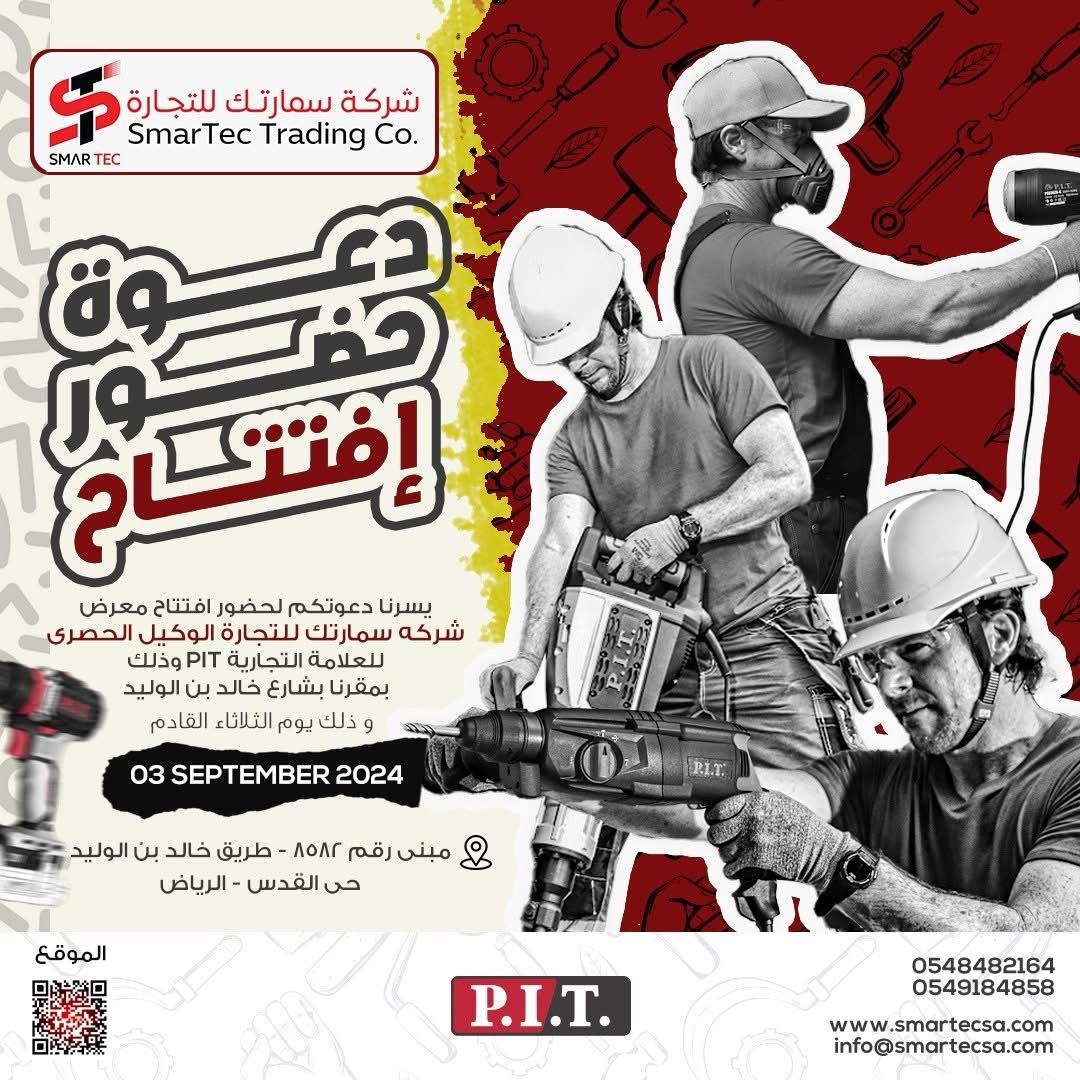 شركة سمارتك للتجارة
SmarTec Trading Co.
SMAR TEC
دعوة
حضور
إفتتاح
يسرنا دعوتكم لحضور افتتاح معرض
شركه سمارتك للتجارة الوكيل الحصرى
للعلامة التجارية PIT وذلك
بمقرنا بشارع خالد بن الوليد
و ذلك يوم الثلاثاء القادم
03 SEPTEMBER 2024
مبنى رقم ٨٥٨٢ - طريق خالد بن الوليد
حى القدس - الرياض
P.I.T.
P.I.T.
P.I.T.
الموقع
P.I.T.
0548482164
0549184858
www.smartecsa.com
info@smartecsa.com